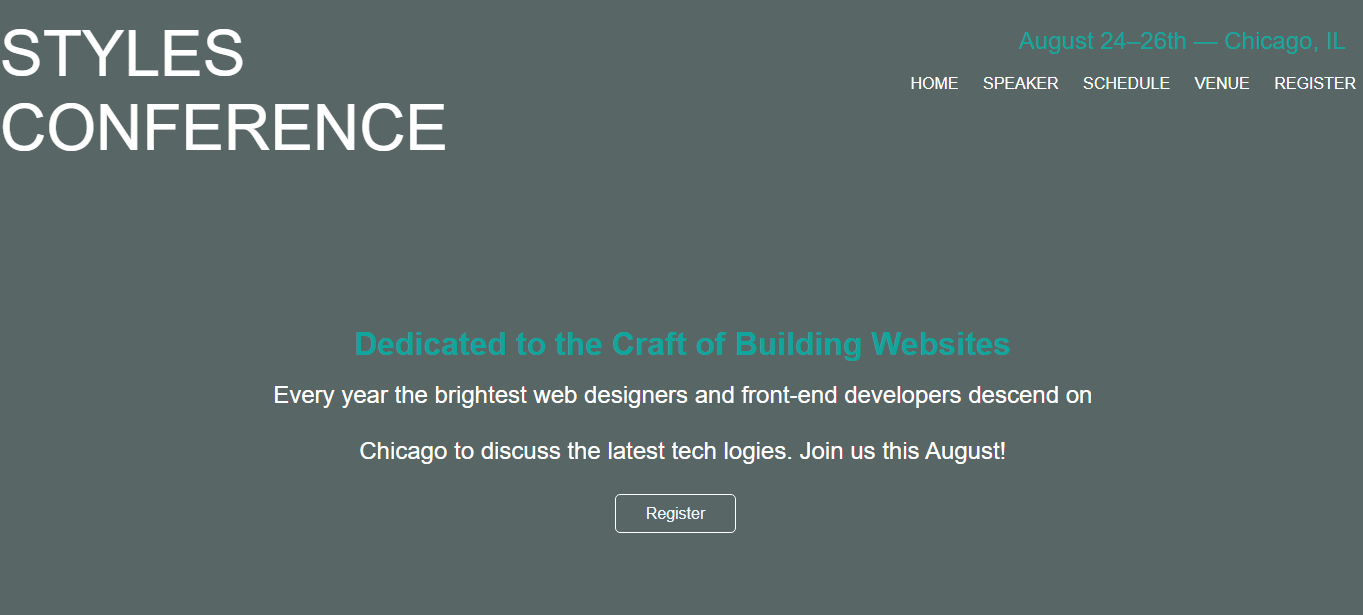 STYLES
CONFERENCE
August 24–26th — Chicago, IL
HOME SPEAKER SCHEDULE VENUE REGISTER
Dedicated to the Craft of Building Websites
Every year the brightest web designers and front-end developers descend on
Chicago to discuss the latest tech logies. Join us this August!
Register